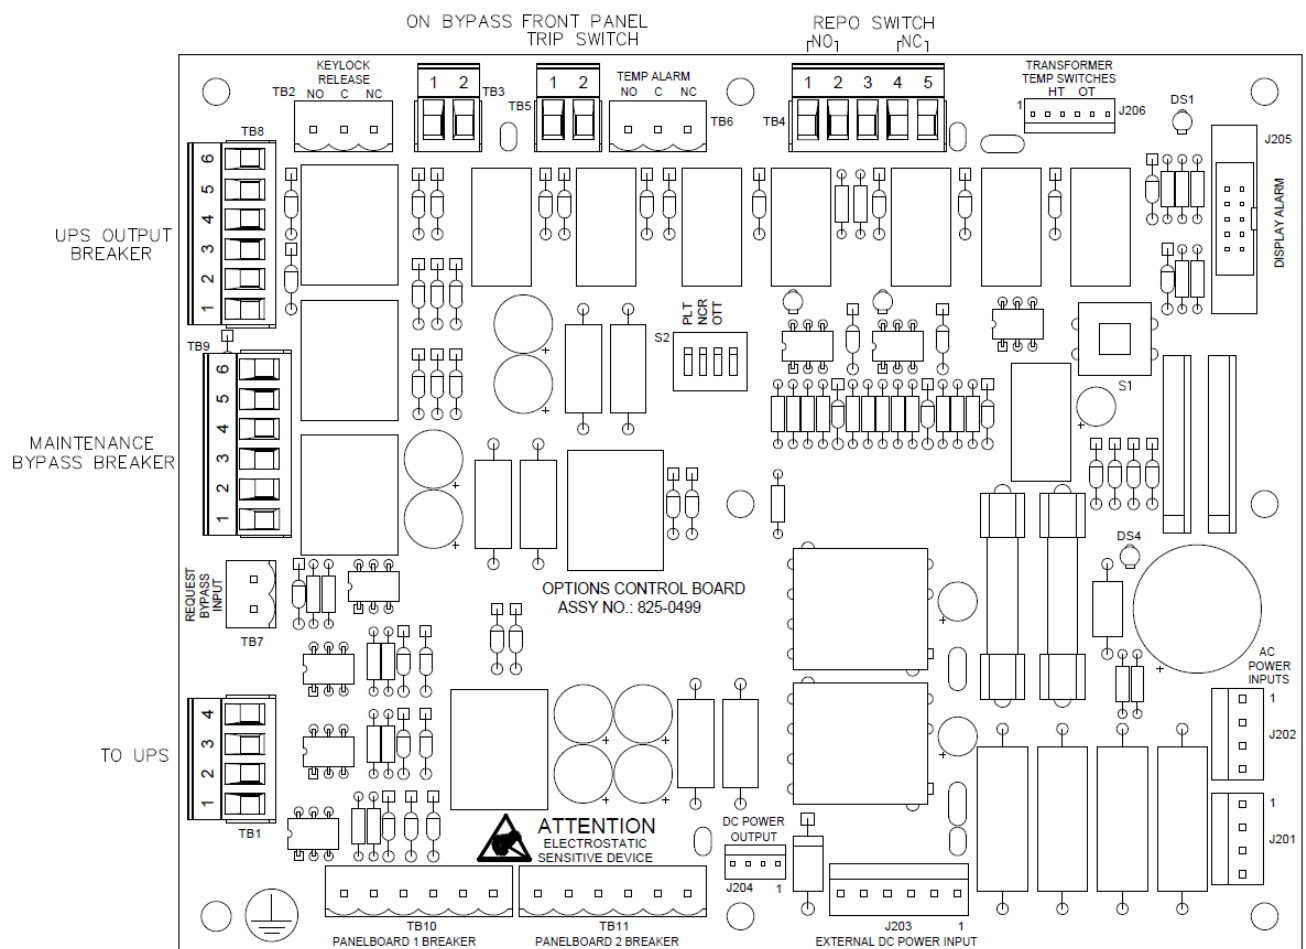 ON BYPASS FRONT PANEL
TRIP SWITCH
REPO SWITCH
NO
NC
KEYLOCK
RELEASE
NO C NC
TB2
1 2
TB3
1 2
TB5
TEMP ALARM
NO C NC
TB6
1 2 3 4 5
TB4
TRANSFORMER
TEMP SWITCHES
HT OT
1
J206
DS1
J205
DISPLAY ALARM
TB8
6
5
4
3
2
1
UPS OUTPUT
BREAKER
TB9
6
5
4
3
2
1
MAINTENANCE
BYPASS BREAKER
S2
PLT
NCR
OTT
+
+
S1
+
+
+
DS4
REQUEST
BYPASS
INPUT
TB7
OPTIONS CONTROL BOARD
ASSY NO.: 825-0499
+
+
AC
POWER
INPUTS
1
J202
+
1
J201
TO UPS
4
3
2
1
TB1
+
+
+
+
ATTENTION
ELECTROSTATIC
SENSITIVE DEVICE
DC POWER
OUTPUT
J204 1
TB10
PANELBOARD 1 BREAKER
TB11
PANELBOARD 2 BREAKER
J203 1
EXTERNAL DC POWER INPUT